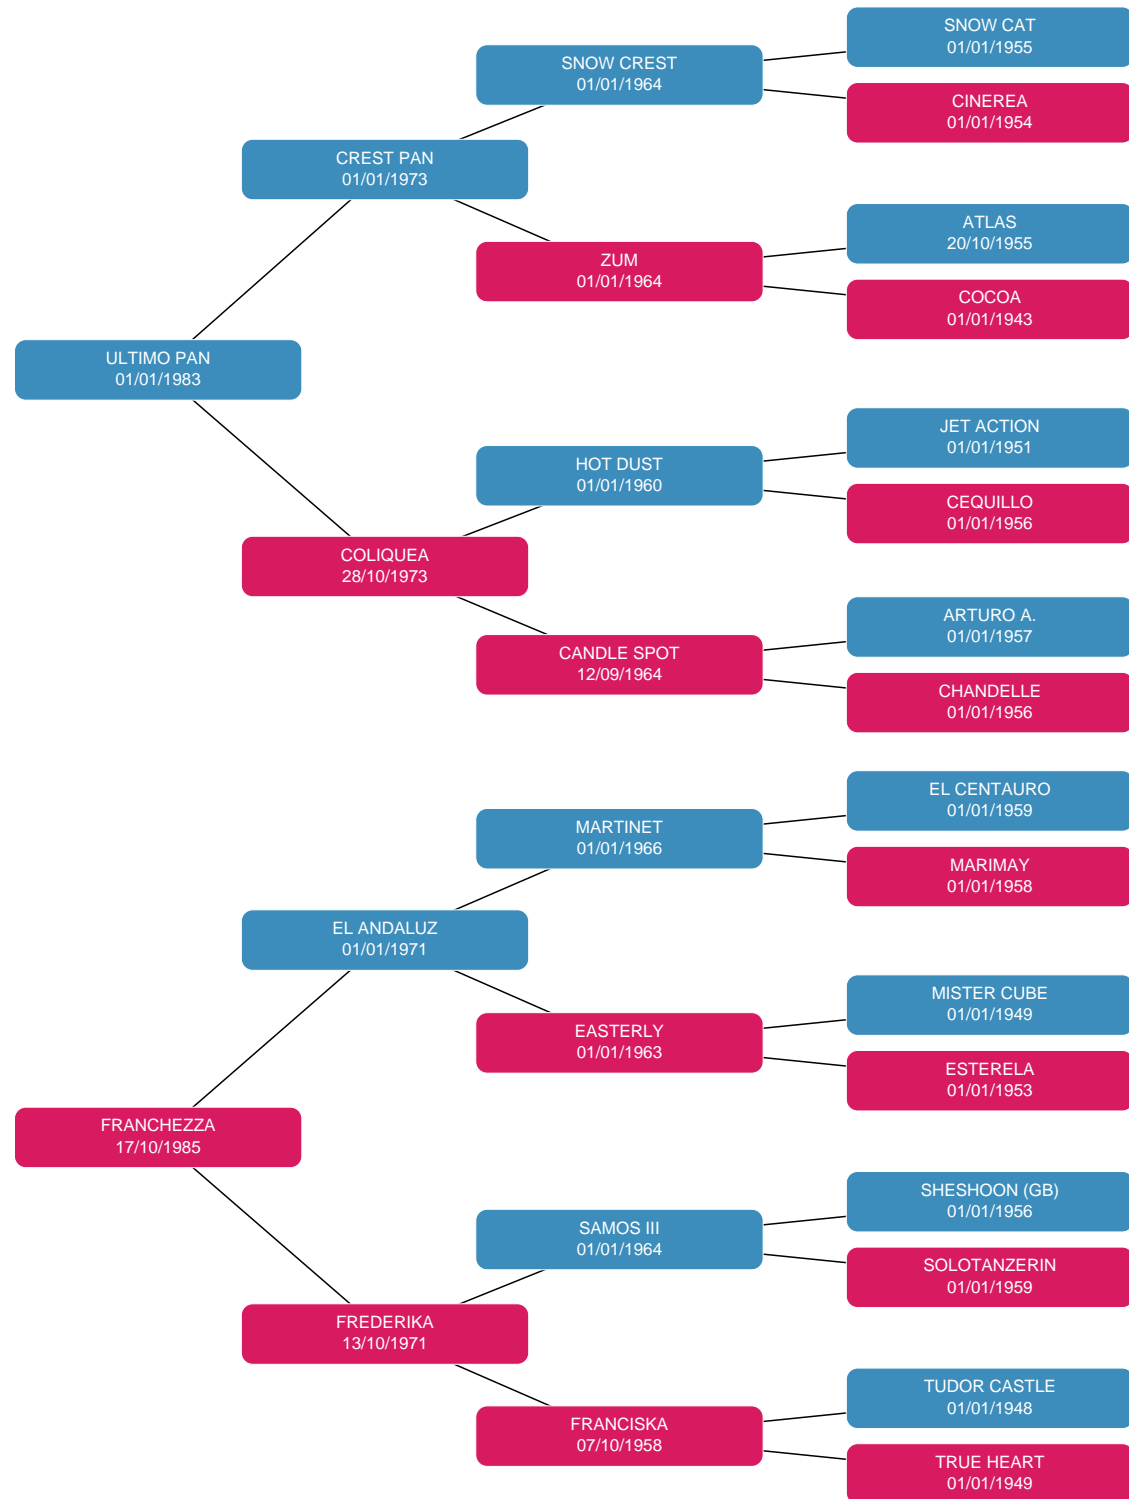 SNOW CAT
01/01/1955
SNOW CREST
01/01/1964
CINEREA
01/01/1954
CREST PAN
01/01/1973
ATLAS
20/10/1955
ZUM
01/01/1964
COCOA
01/01/1943
ULTIMO PAN
01/01/1983
JET ACTION
01/01/1951
HOT DUST
01/01/1960
CEQUILLO
01/01/1956
COLIQUEA
28/10/1973
ARTURO A.
01/01/1957
CANDLE SPOT
12/09/1964
CHANDELLE
01/01/1956
EL CENTAURO
01/01/1959
MARTINET
01/01/1966
MARIMAY
01/01/1958
EL ANDALUZ
01/01/1971
MISTER CUBE
01/01/1949
EASTERLY
01/01/1963
ESTERELA
01/01/1953
FRANCHEZZA
17/10/1985
SHESHOON (GB)
01/01/1956
SAMOS III
01/01/1964
SOLOTANZERIN
01/01/1959
FREDERIKA
13/10/1971
TUDOR CASTLE
01/01/1948
FRANCISKA
07/10/1958
TRUE HEART
01/01/1949